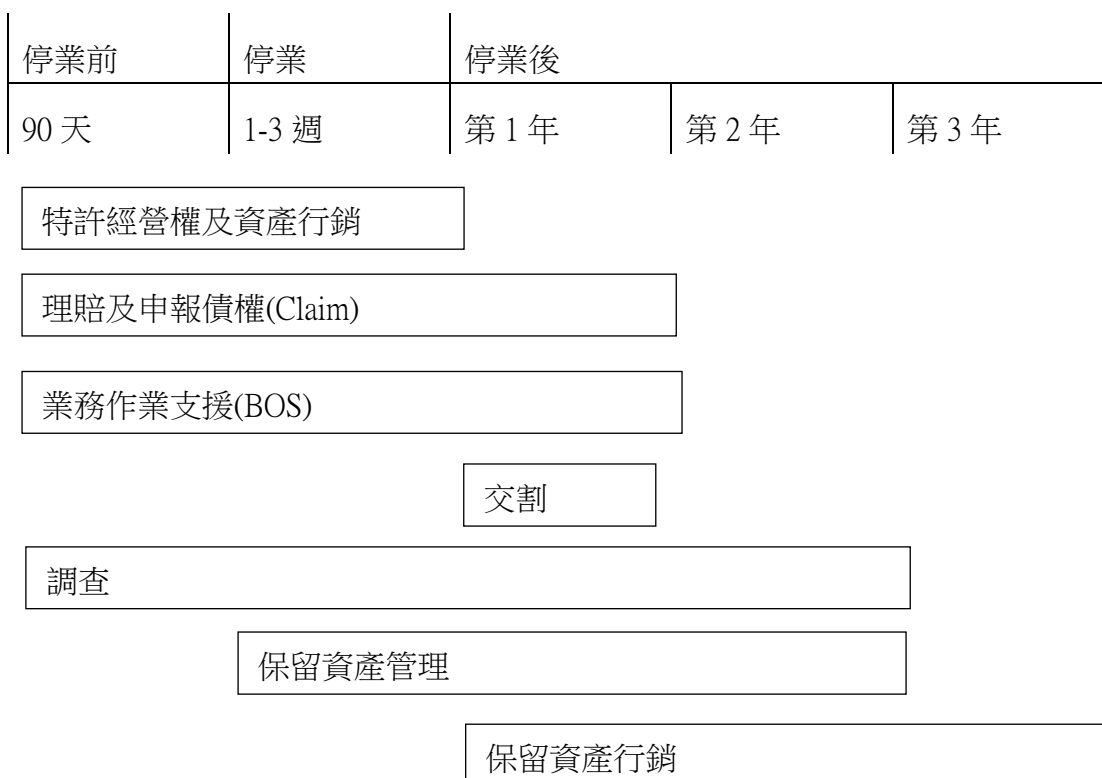 停業前 停業 停業後
90 天 1-3 週 第 1 年 第 2 年 第 3 年
特許經營權及資產行銷
理賠及申報債權(Claim)
業務作業支援(BOS)
交割
調查
保留資產管理
保留資產行銷